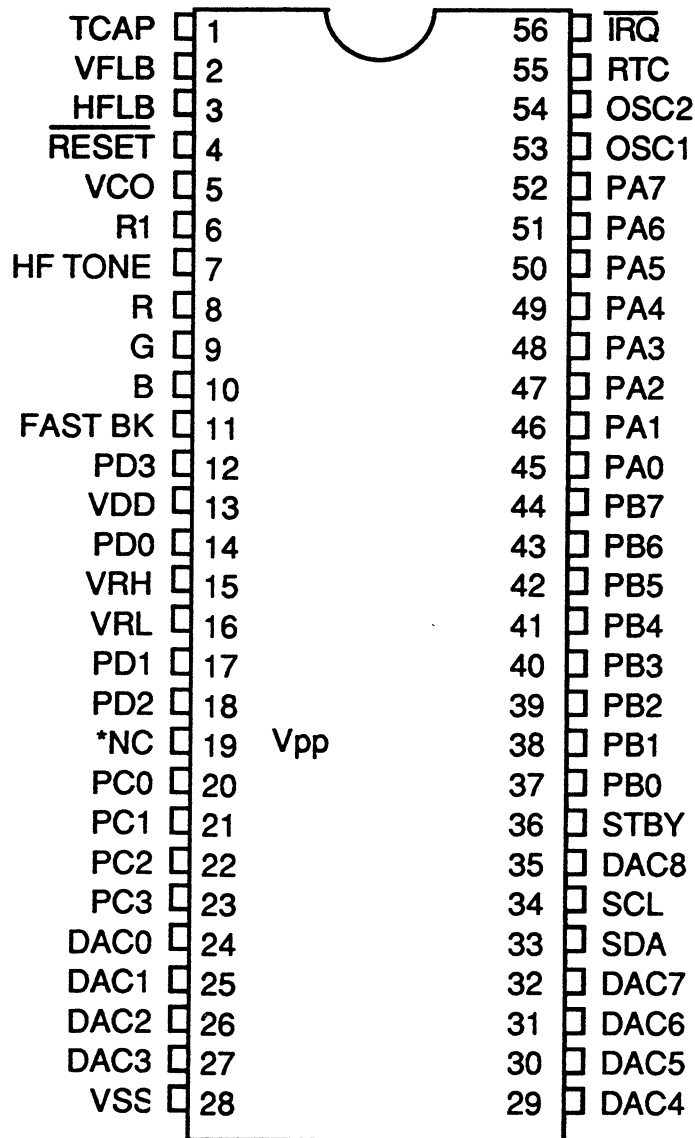 TCAP 1 56 IRQ
VFLB 2 55 RTC
HFLB 3 54 OSC2
RESET 4 53 OSC1
VCO 5 52 PA7
R1 6 51 PA6
HF TONE 7 50 PA5
R 8 49 PA4
G 9 48 PA3
B 10 47 PA2
FAST BK 11 46 PA1
PD3 12 45 PA0
VDD 13 44 PB7
PD0 14 43 PB6
VRH 15 42 PB5
VRL 16 41 PB4
PD1 17 40 PB3
PD2 18 39 PB2
*NC 19 Vpp 38 PB1
PC0 20 37 PB0
PC1 21 36 STBY
PC2 22 35 DAC8
PC3 23 34 SCL
DAC0 24 33 SDA
DAC1 25 32 DAC7
DAC2 26 31 DAC6
DAC3 27 30 DAC5
VSS 28 29 DAC4